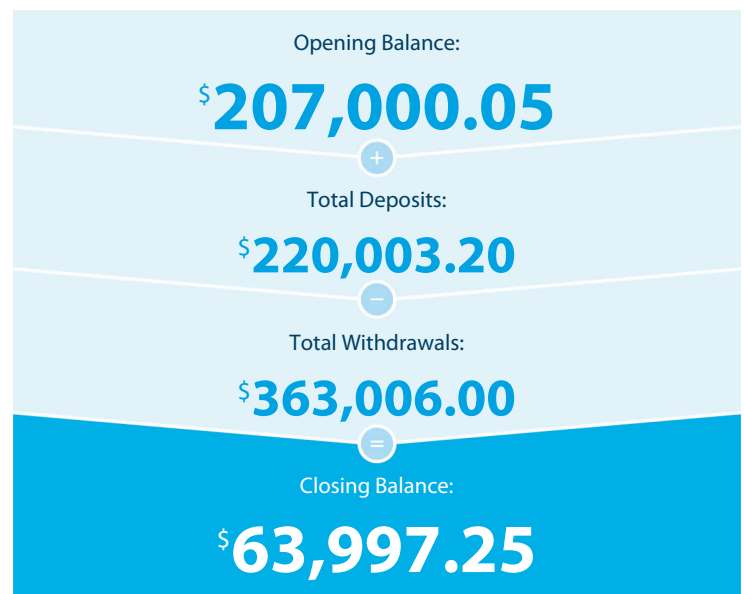 Opening Balance:
$207,000.05
+
Total Deposits:
$220,003.20
−
Total Withdrawals:
$363,006.00
=
Closing Balance:
$63,997.25